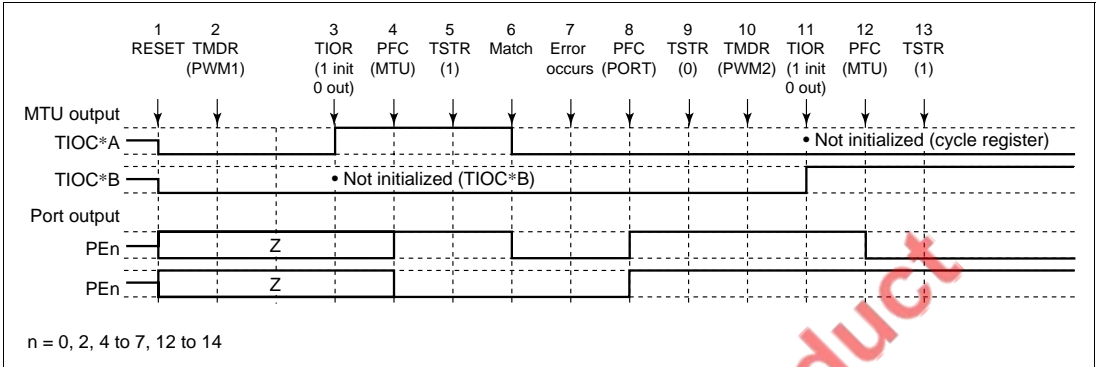 1 2 3 4 5 6 7 8 9 10 11 12 13
RESET TMDR TIOR PFC TSTR Match Error PFC TSTR TMDR TIOR PFC TSTR
(PWM1) (1 init (MTU) (1) occurs (PORT) (0) (PWM2) (1 init (MTU) (1)
0 out) 0 out)
MTU output
TIOC*A • Not initialized (cycle register)
TIOC*B • Not initialized (TIOC*B)
Port output
PEn Z
PEn Z
n = 0, 2, 4 to 7, 12 to 14
duct